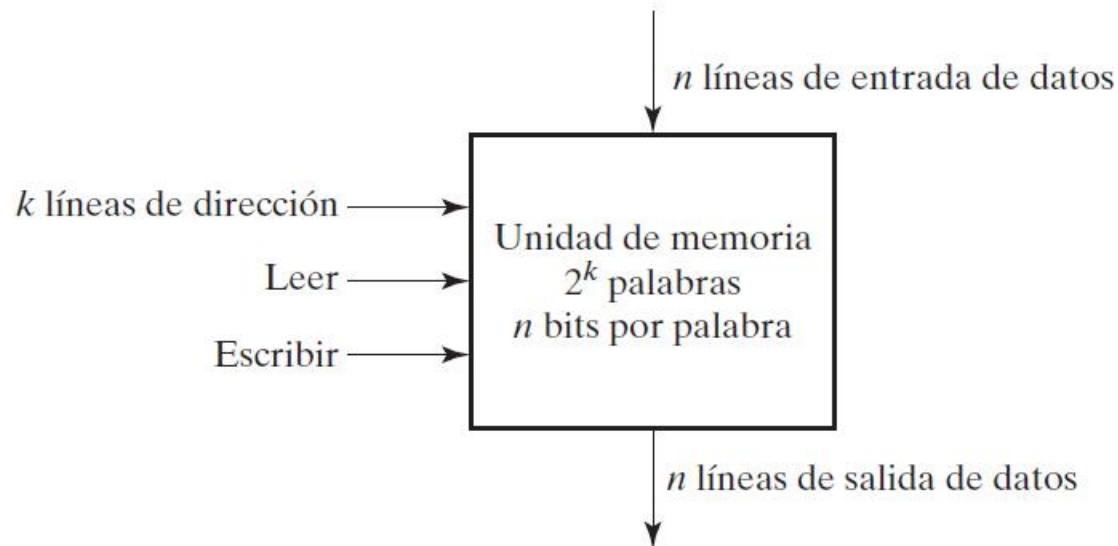 n líneas de entrada de datos
k líneas de dirección
Leer
Escribir
Unidad de memoria
2^k palabras
n bits por palabra
n líneas de salida de datos